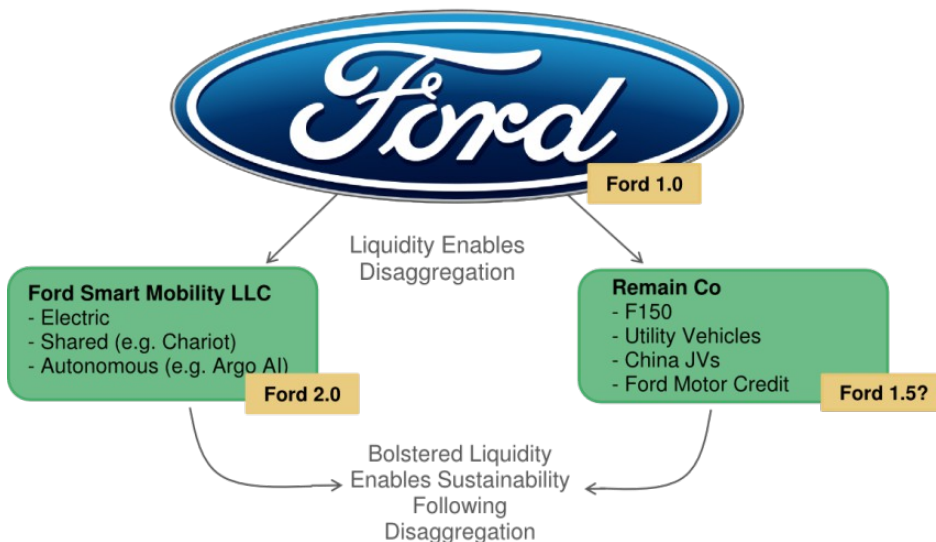 Ford
Ford 1.0
Liquidity Enables
Disaggregation
Ford Smart Mobility LLC
- Electric
- Shared (e.g. Chariot)
- Autonomous (e.g. Argo AI)
Ford 2.0
Remain Co
- F150
- Utility Vehicles
- China JVs
- Ford Motor Credit
Ford 1.5?
Bolstered Liquidity
Enables Sustainability
Following
Disaggregation